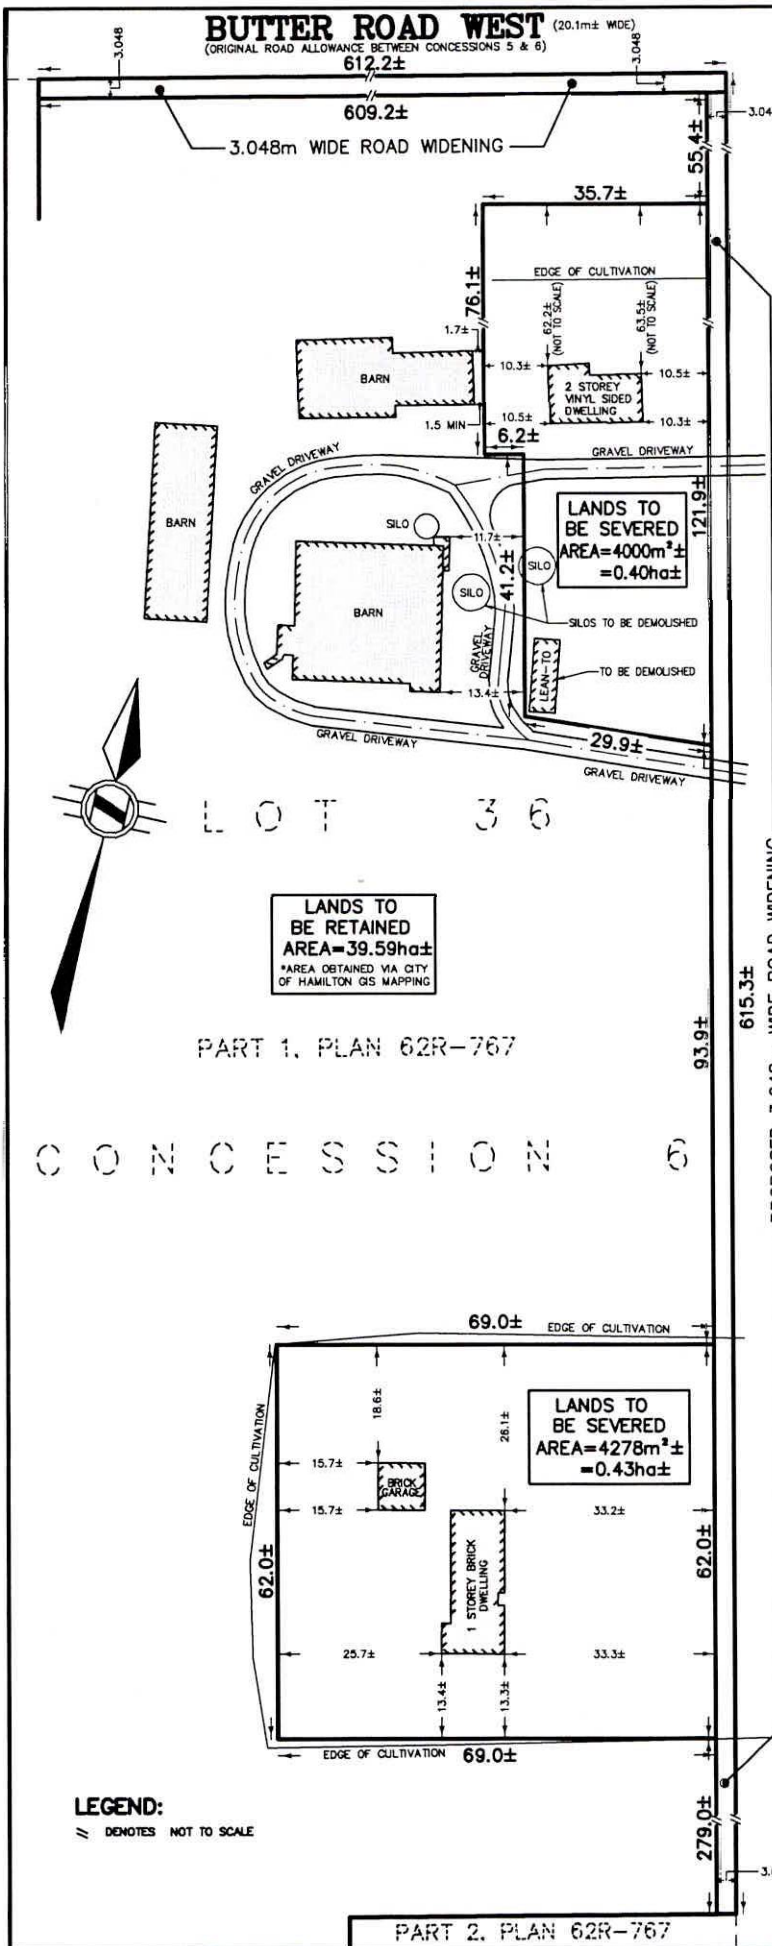 BUTTER ROAD WEST (20.1m± WIDE)
(ORIGINAL ROAD ALLOWANCE BETWEEN CONCESSIONS 5 & 6)
3.048
612.2±
3.048
609.2±
3.048m WIDE ROAD WIDENING
55.4±
35.7±
EDGE OF CULTIVATION
76.1±
62.2±
(NOT TO SCALE)
63.5±
(NOT TO SCALE)
1.7±
BARN
10.3±
10.5±
2 STOREY
VINYL SIDED
DWELLING
1.5 MIN
10.5±
10.3±
6.2±
GRAVEL DRIVEWAY
GRAVEL DRIVEWAY
121.9±
LANDS TO
BE SEVERED
AREA=4000m²±
=0.40ha±
BARN
SILO
11.7±
41.2±
SILO
SILO
BARN
SILOS TO BE DEMOLISHED
GRAVEL
DRIVEWAY
LEAN-TO
TO BE DEMOLISHED
13.4±
GRAVEL DRIVEWAY
29.9±
GRAVEL DRIVEWAY
LOT 36
LANDS TO
BE RETAINED
AREA=39.59ha±
*AREA OBTAINED VIA CITY
OF HAMILTON GIS MAPPING
615.3±
93.9±
PART 1, PLAN 62R-767
CONCESSION 6
69.0± EDGE OF CULTIVATION
18.6±
26.1±
LANDS TO
BE SEVERED
AREA=4278m²±
=0.43ha±
EDGE OF CULTIVATION
15.7±
BRICK
GARAGE
15.7±
33.2±
62.0±
62.0±
1 STOREY BRICK
DWELLING
25.7±
33.3±
13.4±
13.3±
EDGE OF CULTIVATION 69.0±
LEGEND:
DENOTES NOT TO SCALE
279.0±
PART 2, PLAN 62R-767